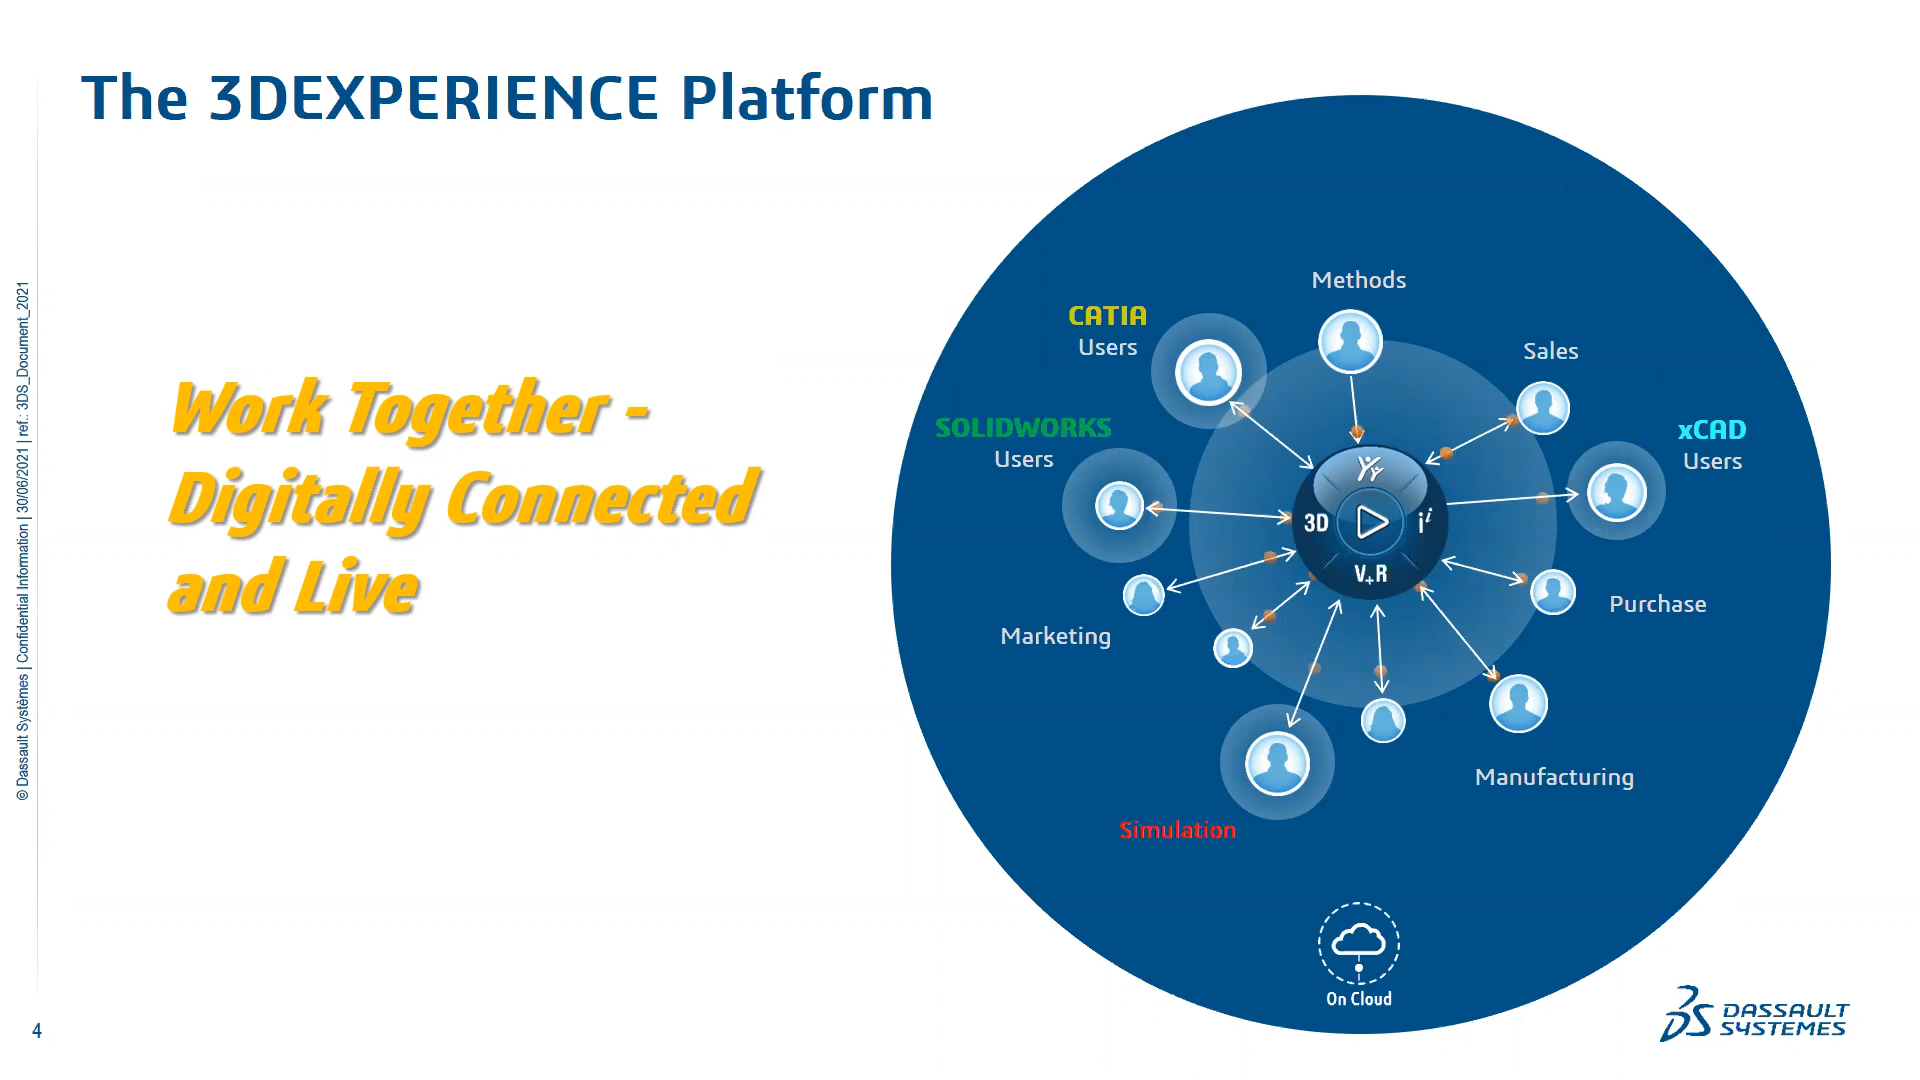 The 3DEXPERIENCE Platform
© Dassault Systèmes | Confidential Information | 30/06/2021 | ref.: 3DS_Document_2021
Work Together -
Digitally Connected
and Live
Methods
CATIA
Users
Sales
SOLIDWORKS
Users
xCAD
Users
3D
i i
V+R
Purchase
Marketing
Manufacturing
Simulation
On Cloud
3DS DASSAULT
SYSTEMES
4